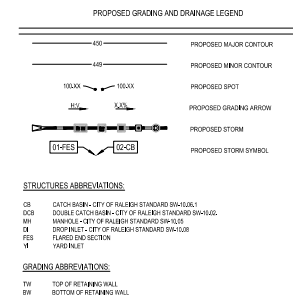 PROPOSED GRADING AND DRAINAGE LEGEND
450 PROPOSED MAJOR CONTOUR
449 PROPOSED MINOR CONTOUR
100.XX 100.XX PROPOSED SPOT
H:V X.X% PROPOSED GRADING ARROW
PROPOSED STORM
01-FES 02-CB PROPOSED STORM SYMBOL
STRUCTURES ABBREVIATIONS:
CB CATCH BASIN - CITY OF RALEIGH STANDARD SW-10.06.1
DCB DOUBLE CATCH BASIN - CITY OF RALEIGH STANDARD SW-10.02.
MH MANHOLE - CITY OF RALEIGH STANDARD SW-10.05
DI DROP INLET - CITY OF RALEIGH STANDARD SW-10.08
FES FLARED END SECTION
YI YARD INLET
GRADING ABBREVIATIONS:
TW TOP OF RETAINING WALL
BW BOTTOM OF RETAINING WALL